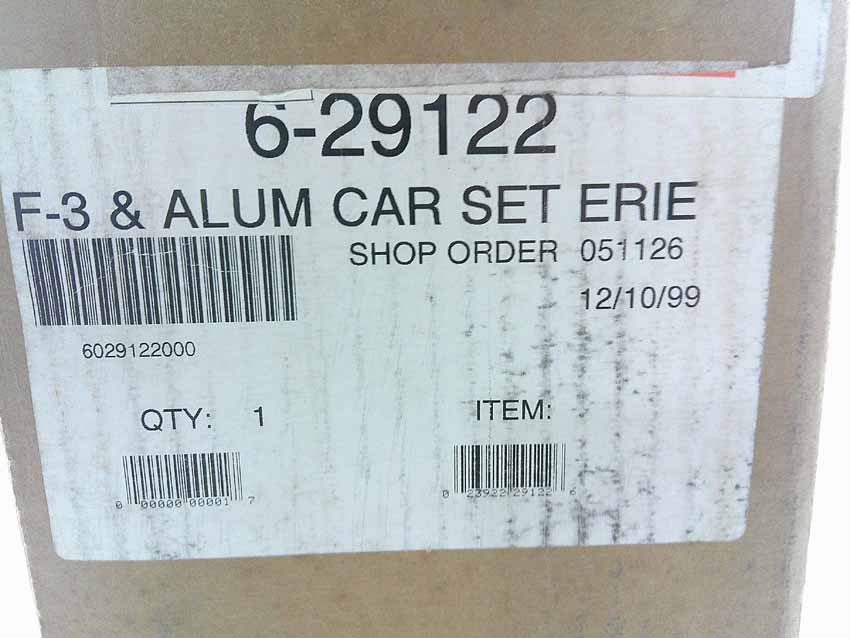 6-29122
F-3 & ALUM CAR SET ERIE
SHOP ORDER 051126
12/10/99
6029122000
QTY: 1
ITEM:
0 00000 00001 7
0 23922 29122 6